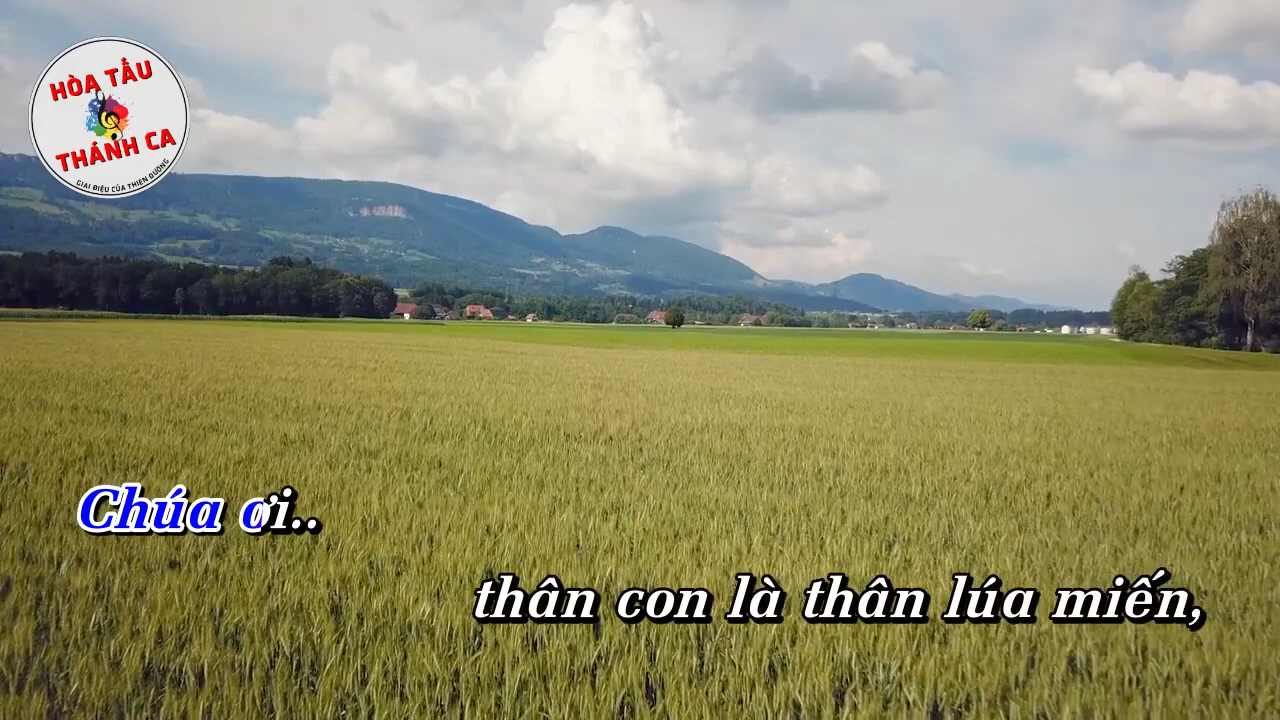 HÒA TẤU
THÁNH CA
GIAI ĐIỆU CỦA THIÊN ĐƯỜNG
Chúa ơi..
thân con là thân lúa miến,